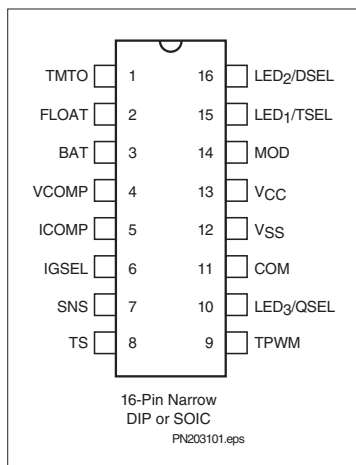 TMTO 1 16 LED2/DSEL
FLOAT 2 15 LED1/TSEL
BAT 3 14 MOD
VCOMP 4 13 VCC
ICOMP 5 12 VSS
IGSEL 6 11 COM
SNS 7 10 LED3/QSEL
TS 8 9 TPWM
16-Pin Narrow
DIP or SOIC
PN203101.eps